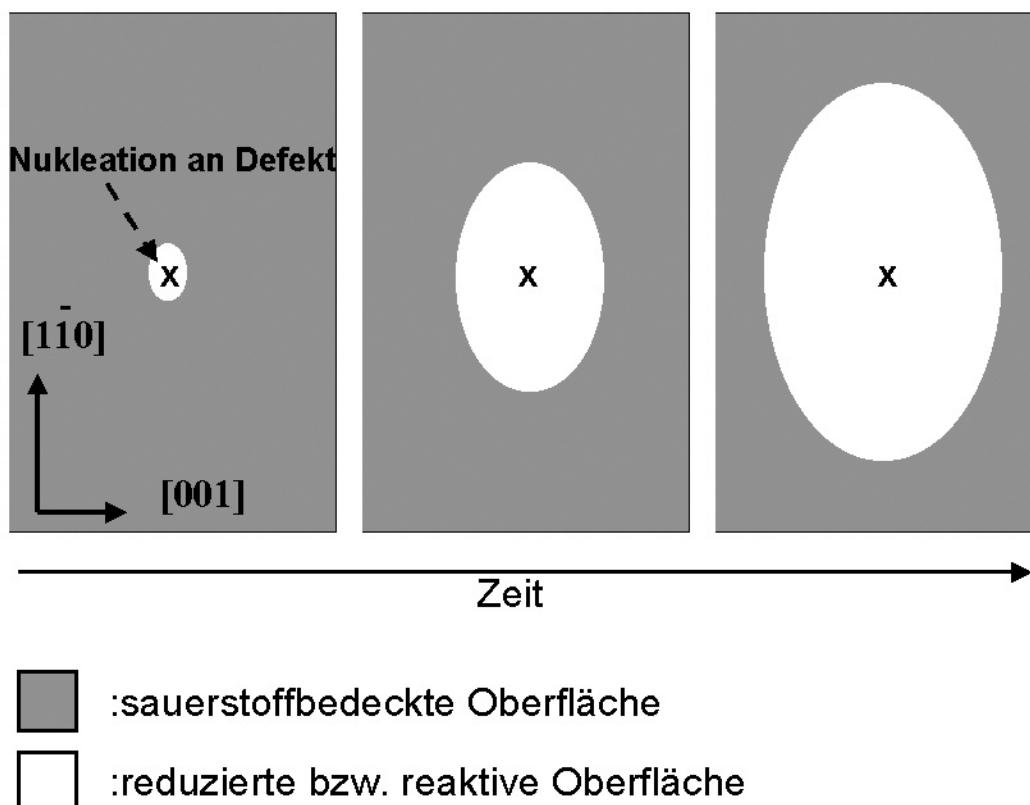 Nukleation an Defekt
x
x
x
[11̄0]
[001]
Zeit
:sauerstoffbedeckte Oberfläche
:reduzierte bzw. reaktive Oberfläche